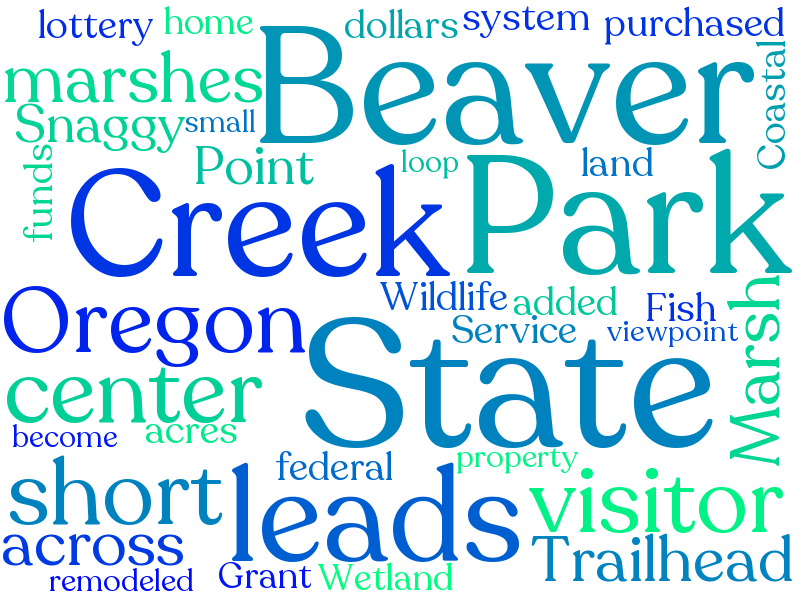 lottery home dollars system purchased
marshes Beaver Coastal
Snaggy small
funds Point loop land
Creek Park
Oregon Wildlife added Fish Marsh
Service viewpoint
center State
become acres
short federal property
leads visitor
across Trailhead
remodeled Grant Wetland